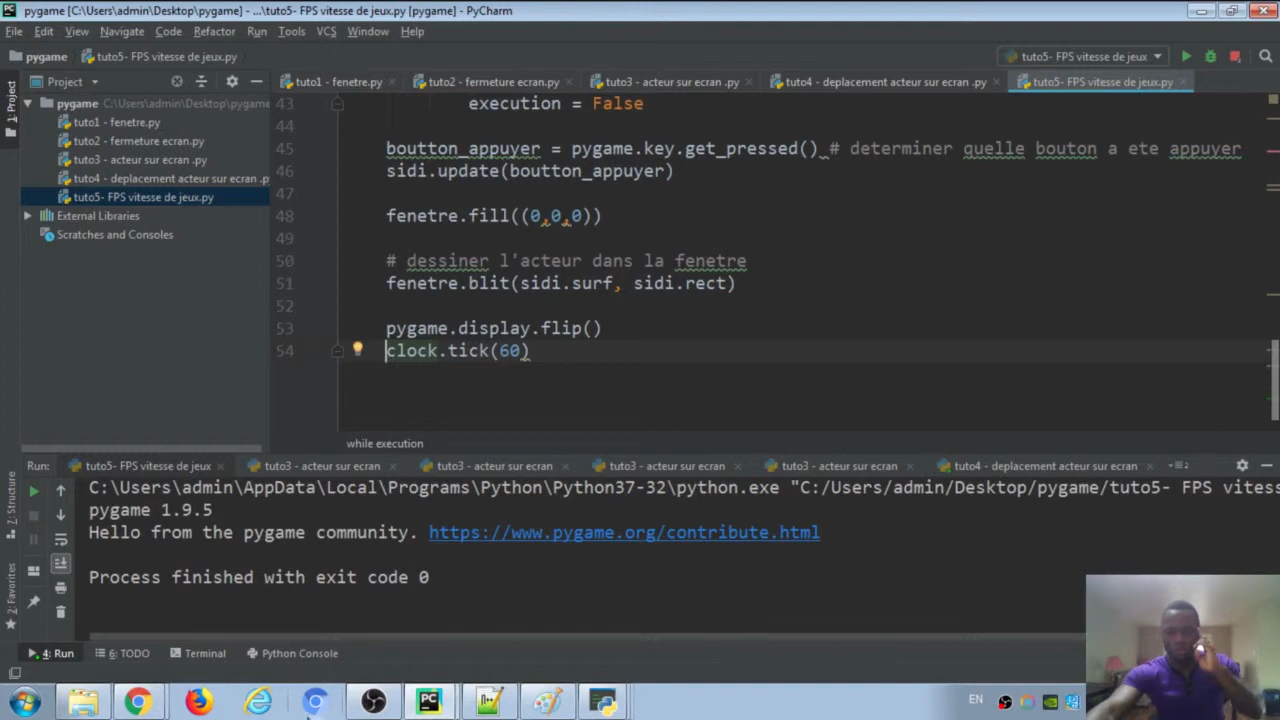 pygame [C:\Users\admin\Desktop\pygame] - ...\tuto5- FPS vitesse de jeux.py [pygame] - PyCharm
File Edit View Navigate Code Refactor Run Tools VCS Window Help
pygame tuto5- FPS vitesse de jeux.py tuto5- FPS vitesse de jeux
1: Project
Project tuto1 - fenetre.py tuto2 - fermeture ecran.py tuto3 - acteur sur ecran .py tuto4 - deplacement acteur sur ecran .py tuto5- FPS vitesse de jeux.py
pygame C:\Users\admin\Desktop\pygame
tuto1 - fenetre.py
tuto2 - fermeture ecran.py
tuto3 - acteur sur ecran .py
tuto4 - deplacement acteur sur ecran .p
tuto5- FPS vitesse de jeux.py
External Libraries
Scratches and Consoles
43 execution = False
44
45 boutton_appuyer = pygame.key.get_pressed() # determiner quelle bouton a ete appuyer
46 sidi.update(boutton_appuyer)
47
48 fenetre.fill((0,0,0))
49
50 # dessiner l'acteur dans la fenetre
51 fenetre.blit(sidi.surf, sidi.rect)
52
53 pygame.display.flip()
54 clock.tick(60)
while execution
Run: tuto5- FPS vitesse de jeux tuto3 - acteur sur ecran tuto3 - acteur sur ecran tuto3 - acteur sur ecran tuto3 - acteur sur ecran tuto4 - deplacement acteur sur ecran 2
C:\Users\admin\AppData\Local\Programs\Python\Python37-32\python.exe "C:/Users/admin/Desktop/pygame/tuto5- FPS vitess
pygame 1.9.5
Hello from the pygame community. https://www.pygame.org/contribute.html
Process finished with exit code 0
Z: Structure
2: Favorites
4: Run 6: TODO Terminal Python Console
EN